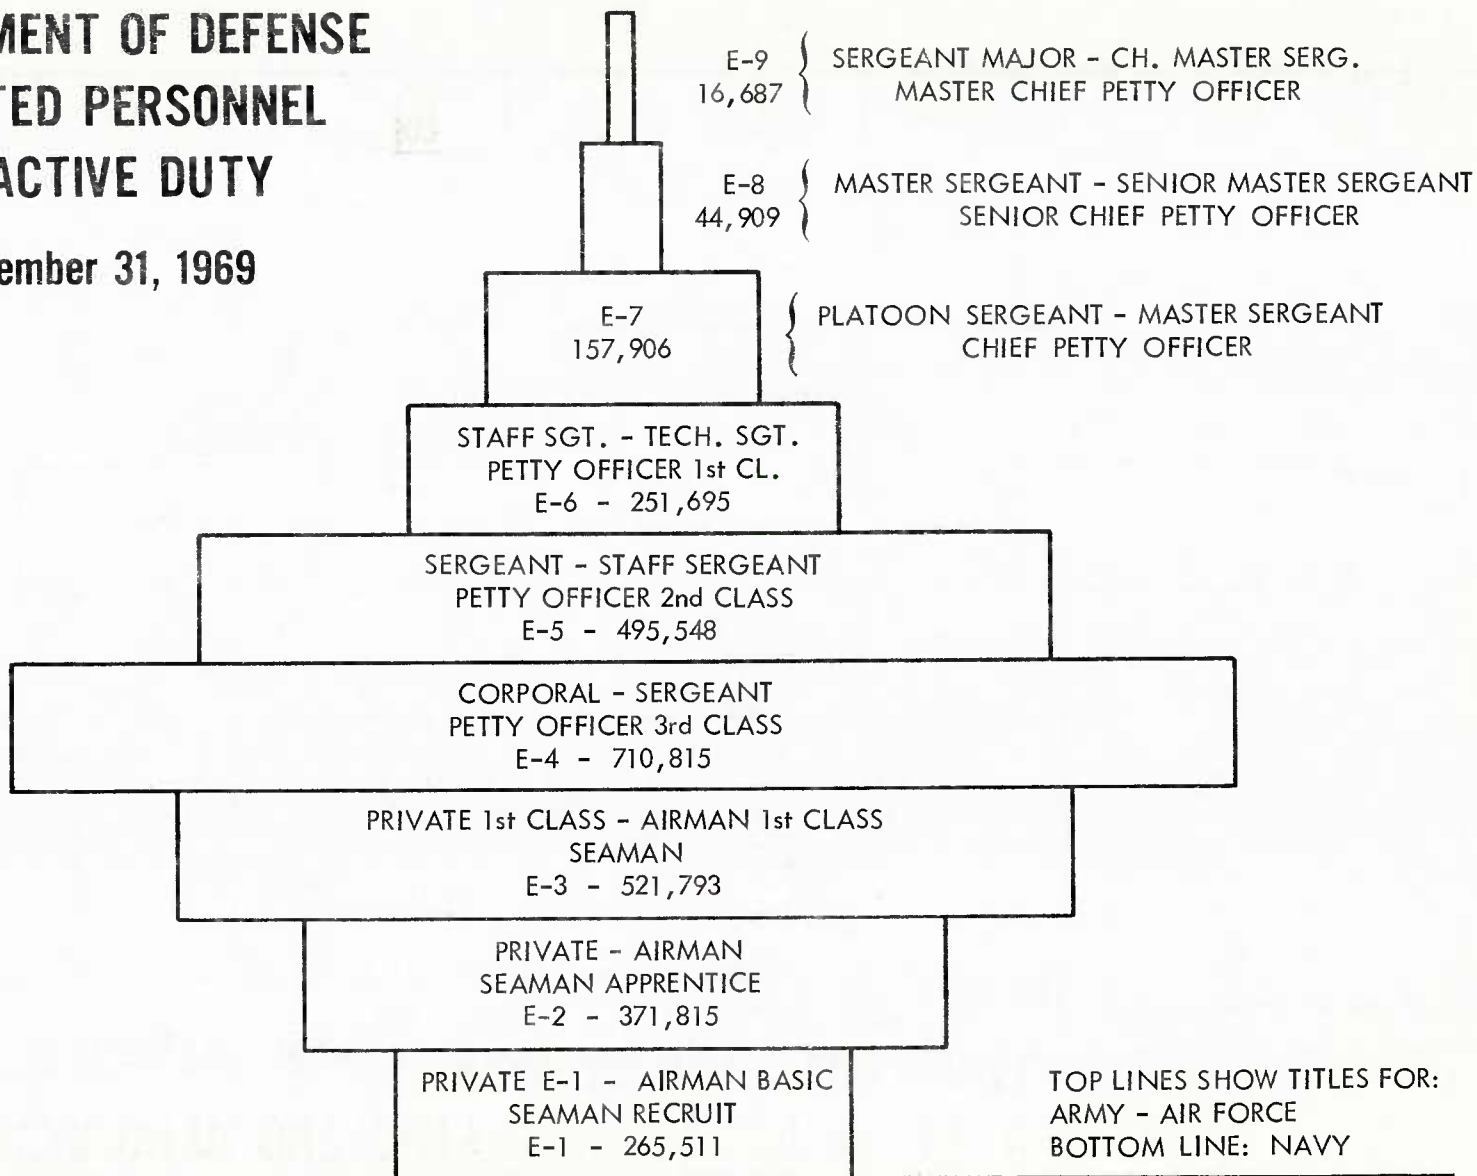 MENT OF DEFENSE
TED PERSONNEL
ACTIVE DUTY
ember 31, 1969
E-9
16,687
SERGEANT MAJOR - CH. MASTER SERG.
MASTER CHIEF PETTY OFFICER
E-8
44,909
MASTER SERGEANT - SENIOR MASTER SERGEANT
SENIOR CHIEF PETTY OFFICER
E-7
157,906
PLATOON SERGEANT - MASTER SERGEANT
CHIEF PETTY OFFICER
STAFF SGT. - TECH. SGT.
PETTY OFFICER 1st CL.
E-6 - 251,695
SERGEANT - STAFF SERGEANT
PETTY OFFICER 2nd CLASS
E-5 - 495,548
CORPORAL - SERGEANT
PETTY OFFICER 3rd CLASS
E-4 - 710,815
PRIVATE 1st CLASS - AIRMAN 1st CLASS
SEAMAN
E-3 - 521,793
PRIVATE - AIRMAN
SEAMAN APPRENTICE
E-2 - 371,815
PRIVATE E-1 - AIRMAN BASIC
SEAMAN RECRUIT
E-1 - 265,511
TOP LINES SHOW TITLES FOR:
ARMY - AIR FORCE
BOTTOM LINE: NAVY